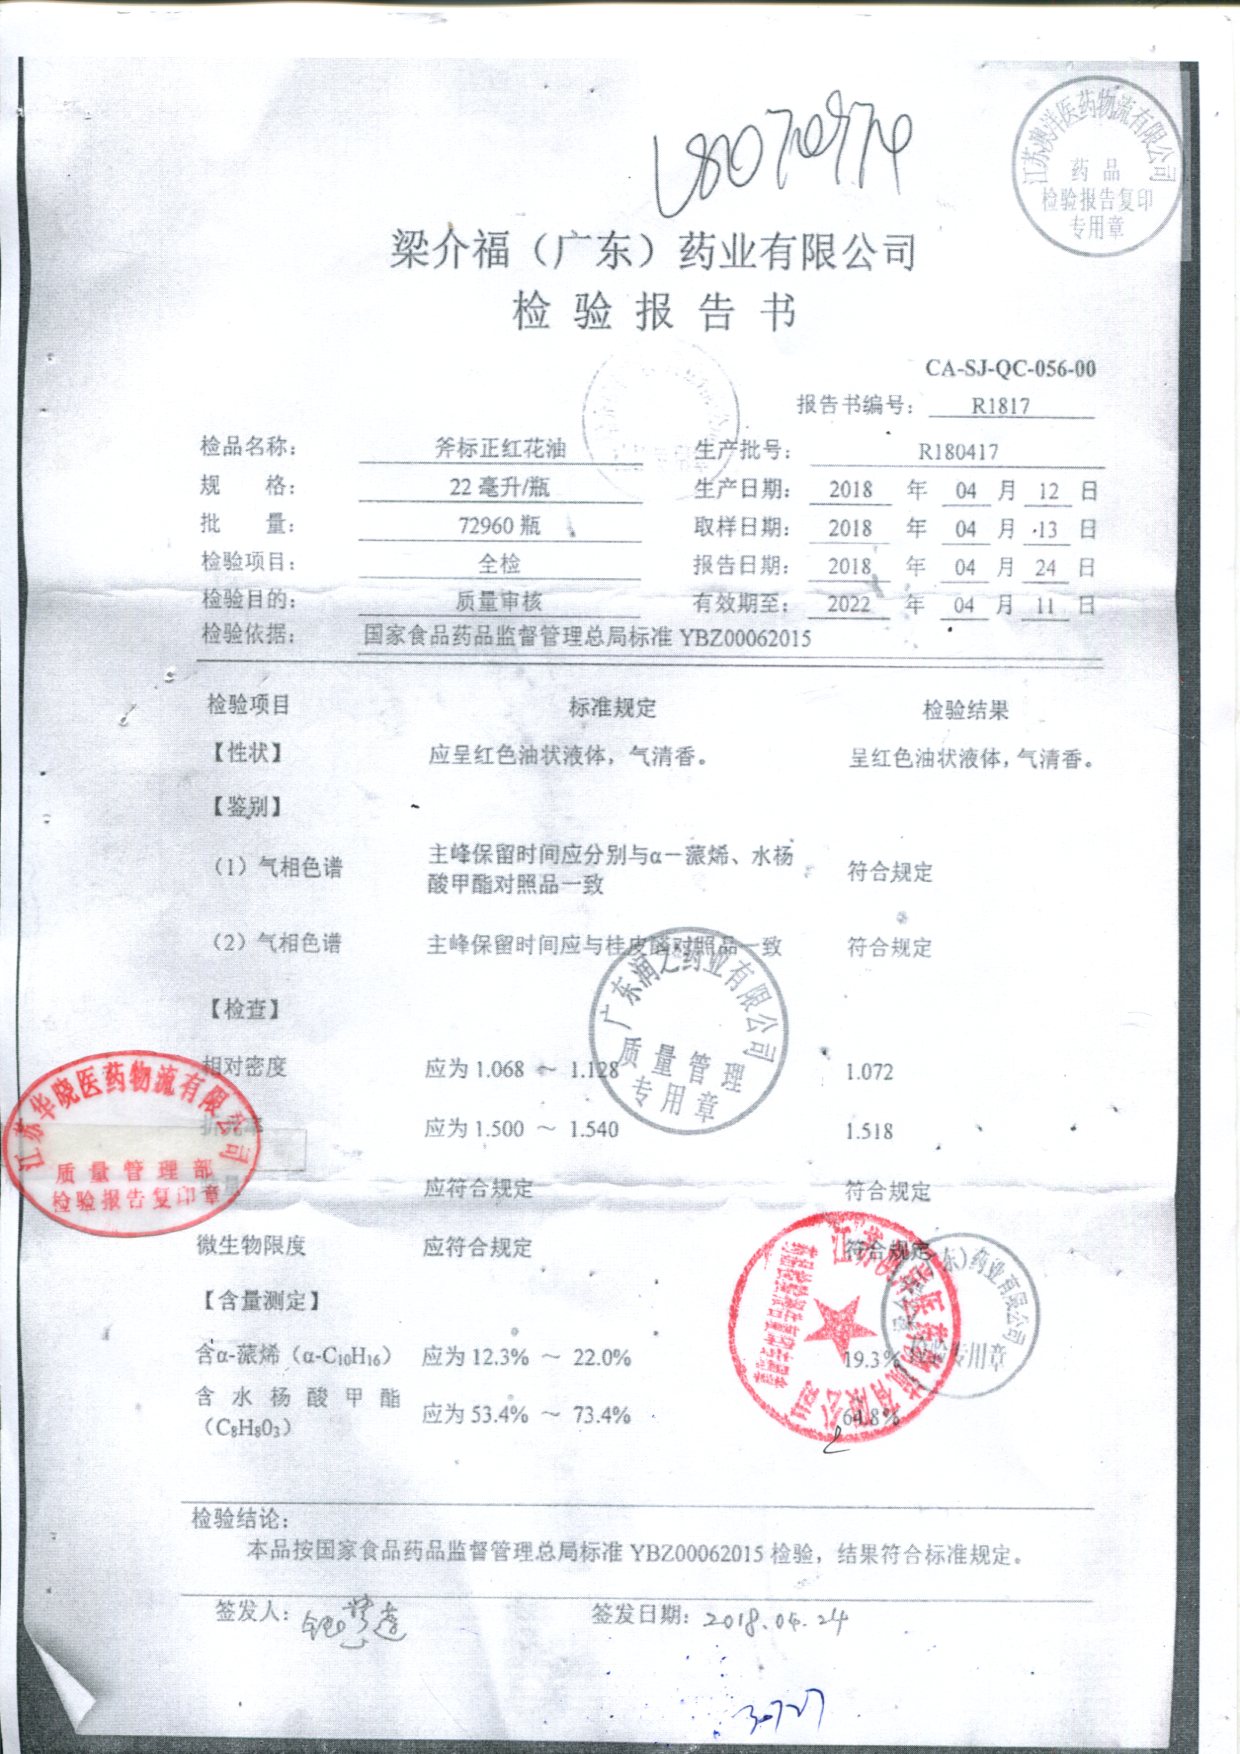 江苏澳洋医药物流有限公司
药品
检验报告复印
专用章
梁介福（广东）药业有限公司
检验报告书
CA-SJ-QC-056-00
报告书编号： R1817
检品名称： 斧标正红花油 生产批号： R180417
规 格： 22 毫升/瓶 生产日期： 2018 年 04 月 12 日
批 量： 72960 瓶 取样日期： 2018 年 04 月 13 日
检验项目： 全检 报告日期： 2018 年 04 月 24 日
检验目的： 质量审核 有效期至： 2022 年 04 月 11 日
检验依据： 国家食品药品监督管理总局标准 YBZ00062015
检验项目 标准规定 检验结果
【性状】 应呈红色油状液体，气清香。 呈红色油状液体，气清香。
【鉴别】
（1）气相色谱 主峰保留时间应分别与α－蒎烯、水杨
酸甲酯对照品一致 符合规定
（2）气相色谱 主峰保留时间应与桂皮醛对照品一致 符合规定
广东润之药业有限公司
质量管理
专用章
【检查】
相对密度 应为 1.068 ～ 1.128 1.072
江苏华晓医药物流有限公司
质量管理部
检验报告复印章
应为 1.500 ～ 1.540 1.518
应符合规定 符合规定
微生物限度 应符合规定 符合规定
【含量测定】
含α-蒎烯（α-C₁₀H₁₆） 应为 12.3% ～ 22.0% 19.3%
含水杨酸甲酯
（C₈H₈O₃） 应为 53.4% ～ 73.4% 64.8%
检验结论：
本品按国家食品药品监督管理总局标准 YBZ00062015 检验，结果符合标准规定。
签发人： 签发日期：2018.04.24